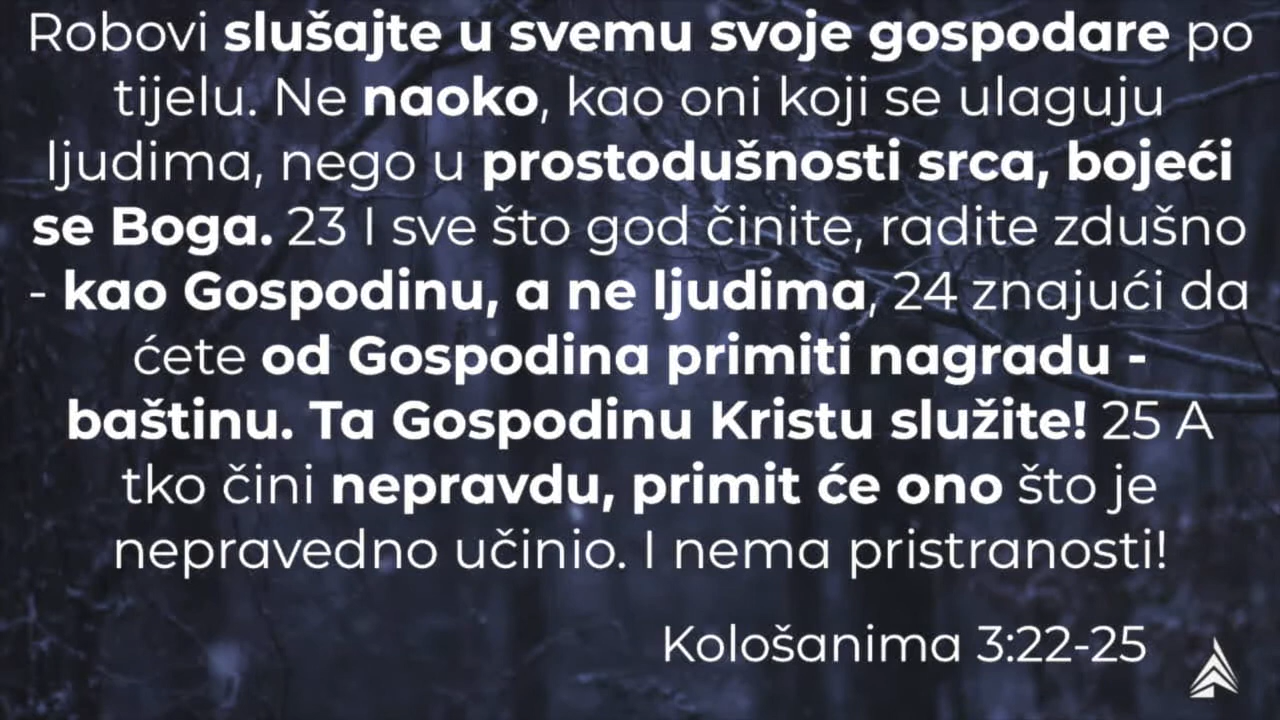 Robovi slušajte u svemu svoje gospodare po
tijelu. Ne naoko, kao oni koji se ulaguju
ljudima, nego u prostodušnosti srca, bojeći
se Boga. 23 I sve što god činite, radite zdušno
- kao Gospodinu, a ne ljudima, 24 znajući da
ćete od Gospodina primiti nagradu -
baštinu. Ta Gospodinu Kristu služite! 25 A
tko čini nepravdu, primit će ono što je
nepravedno učinio. I nema pristranosti!
Kološanima 3:22-25